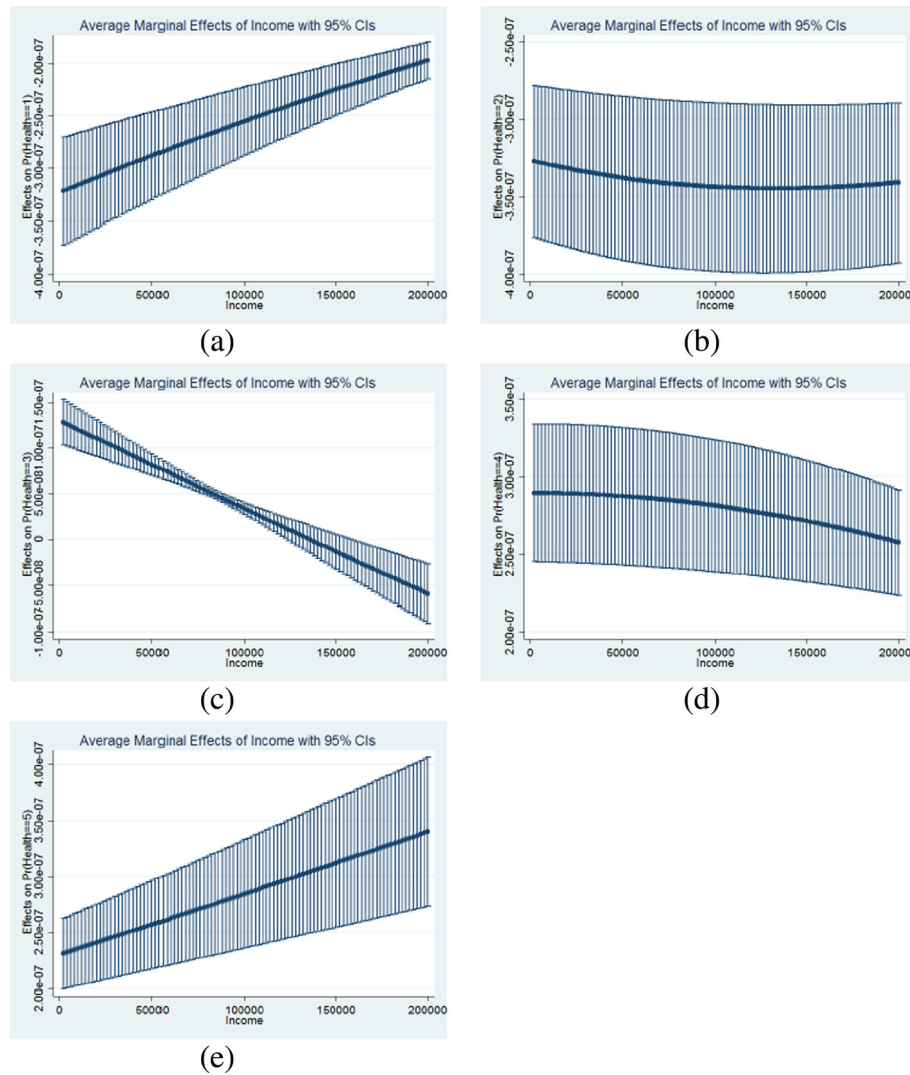 Average Marginal Effects of Income with 95% CIs
Effects on Pr(Health==1)
-4.00e-07 -3.50e-07 -3.00e-07 -2.50e-07 -2.00e-07
0 50000 100000 150000 200000
Income
(a)
Average Marginal Effects of Income with 95% CIs
Effects on Pr(Health==2)
-4.00e-07 -3.50e-07 -3.00e-07 -2.50e-07
0 50000 100000 150000 200000
Income
(b)
Average Marginal Effects of Income with 95% CIs
Effects on Pr(Health==3)
-1.00e-07 -5.00e-08 0 5.00e-08 1.00e-07 1.50e-07
0 50000 100000 150000 200000
Income
(c)
Average Marginal Effects of Income with 95% CIs
Effects on Pr(Health==4)
2.00e-07 2.50e-07 3.00e-07 3.50e-07
0 50000 100000 150000 200000
Income
(d)
Average Marginal Effects of Income with 95% CIs
Effects on Pr(Health==5)
2.00e-07 2.50e-07 3.00e-07 3.50e-07 4.00e-07
0 50000 100000 150000 200000
Income
(e)